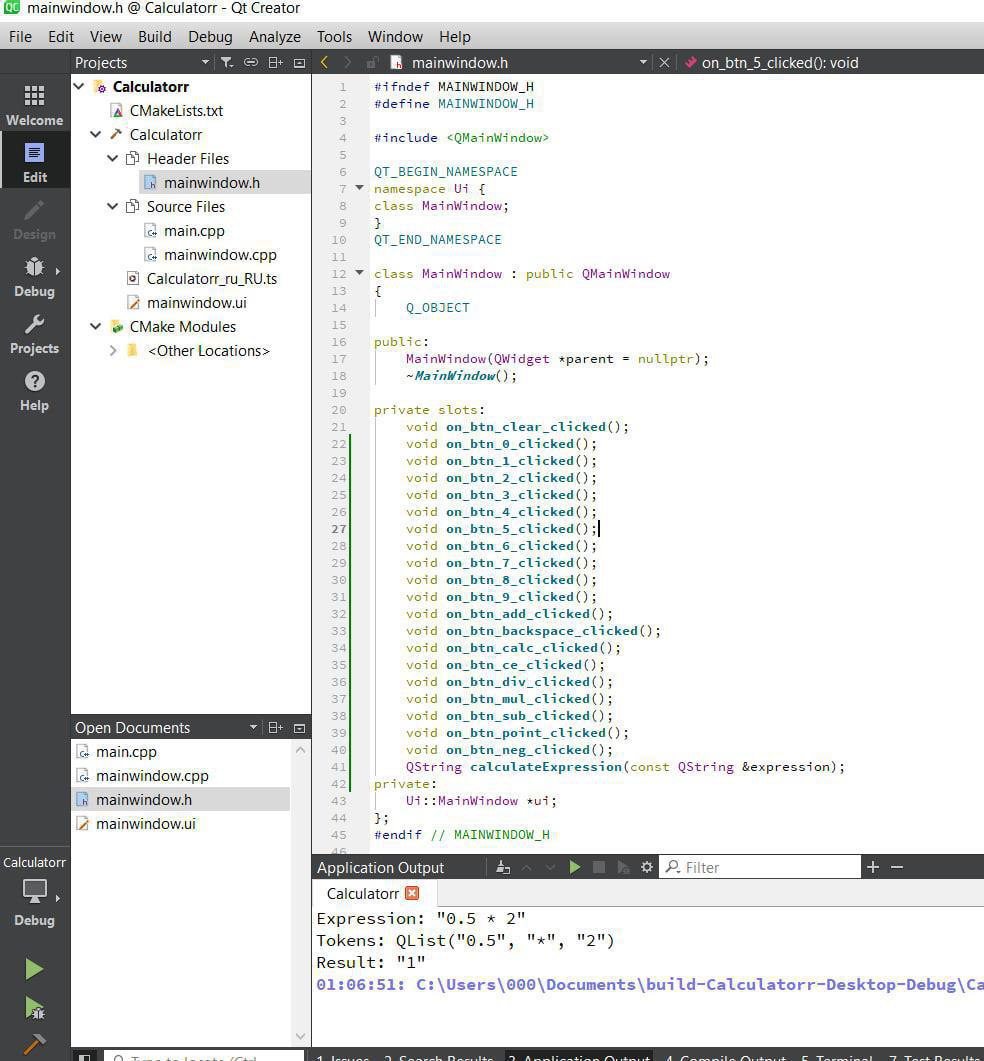 mainwindow.h @ Calculatorr - Qt Creator
File Edit View Build Debug Analyze Tools Window Help
Projects
mainwindow.h
on_btn_5_clicked(): void
Welcome
Edit
Design
Debug
Projects
Help
Calculatorr
CMakeLists.txt
Calculatorr
Header Files
mainwindow.h
Source Files
main.cpp
mainwindow.cpp
Calculatorr_ru_RU.ts
mainwindow.ui
CMake Modules
<Other Locations>
1 #ifndef MAINWINDOW_H
2 #define MAINWINDOW_H
3
4 #include <QMainWindow>
5
6 QT_BEGIN_NAMESPACE
7 namespace Ui {
8 class MainWindow;
9 }
10 QT_END_NAMESPACE
11
12 class MainWindow : public QMainWindow
13 {
14 Q_OBJECT
15
16 public:
17 MainWindow(QWidget *parent = nullptr);
18 ~MainWindow();
19
20 private slots:
21 void on_btn_clear_clicked();
22 void on_btn_0_clicked();
23 void on_btn_1_clicked();
24 void on_btn_2_clicked();
25 void on_btn_3_clicked();
26 void on_btn_4_clicked();
27 void on_btn_5_clicked();
28 void on_btn_6_clicked();
29 void on_btn_7_clicked();
30 void on_btn_8_clicked();
31 void on_btn_9_clicked();
32 void on_btn_add_clicked();
33 void on_btn_backspace_clicked();
34 void on_btn_calc_clicked();
35 void on_btn_ce_clicked();
36 void on_btn_div_clicked();
37 void on_btn_mul_clicked();
38 void on_btn_sub_clicked();
39 void on_btn_point_clicked();
40 void on_btn_neg_clicked();
41 QString calculateExpression(const QString &expression);
42 private:
43 Ui::MainWindow *ui;
44 };
45 #endif // MAINWINDOW_H
46
Open Documents
main.cpp
mainwindow.cpp
mainwindow.h
mainwindow.ui
Calculatorr
Debug
Application Output
Filter
Calculatorr
Expression: "0.5 * 2"
Tokens: QList("0.5", "*", "2")
Result: "1"
01:06:51: C:\Users\000\Documents\build-Calculatorr-Desktop-Debug\Ca
Type to locate (Ctrl
1 Issues 2 Search Results 3 Application Output 4 Compile Output 5 Terminal 7 Test Results